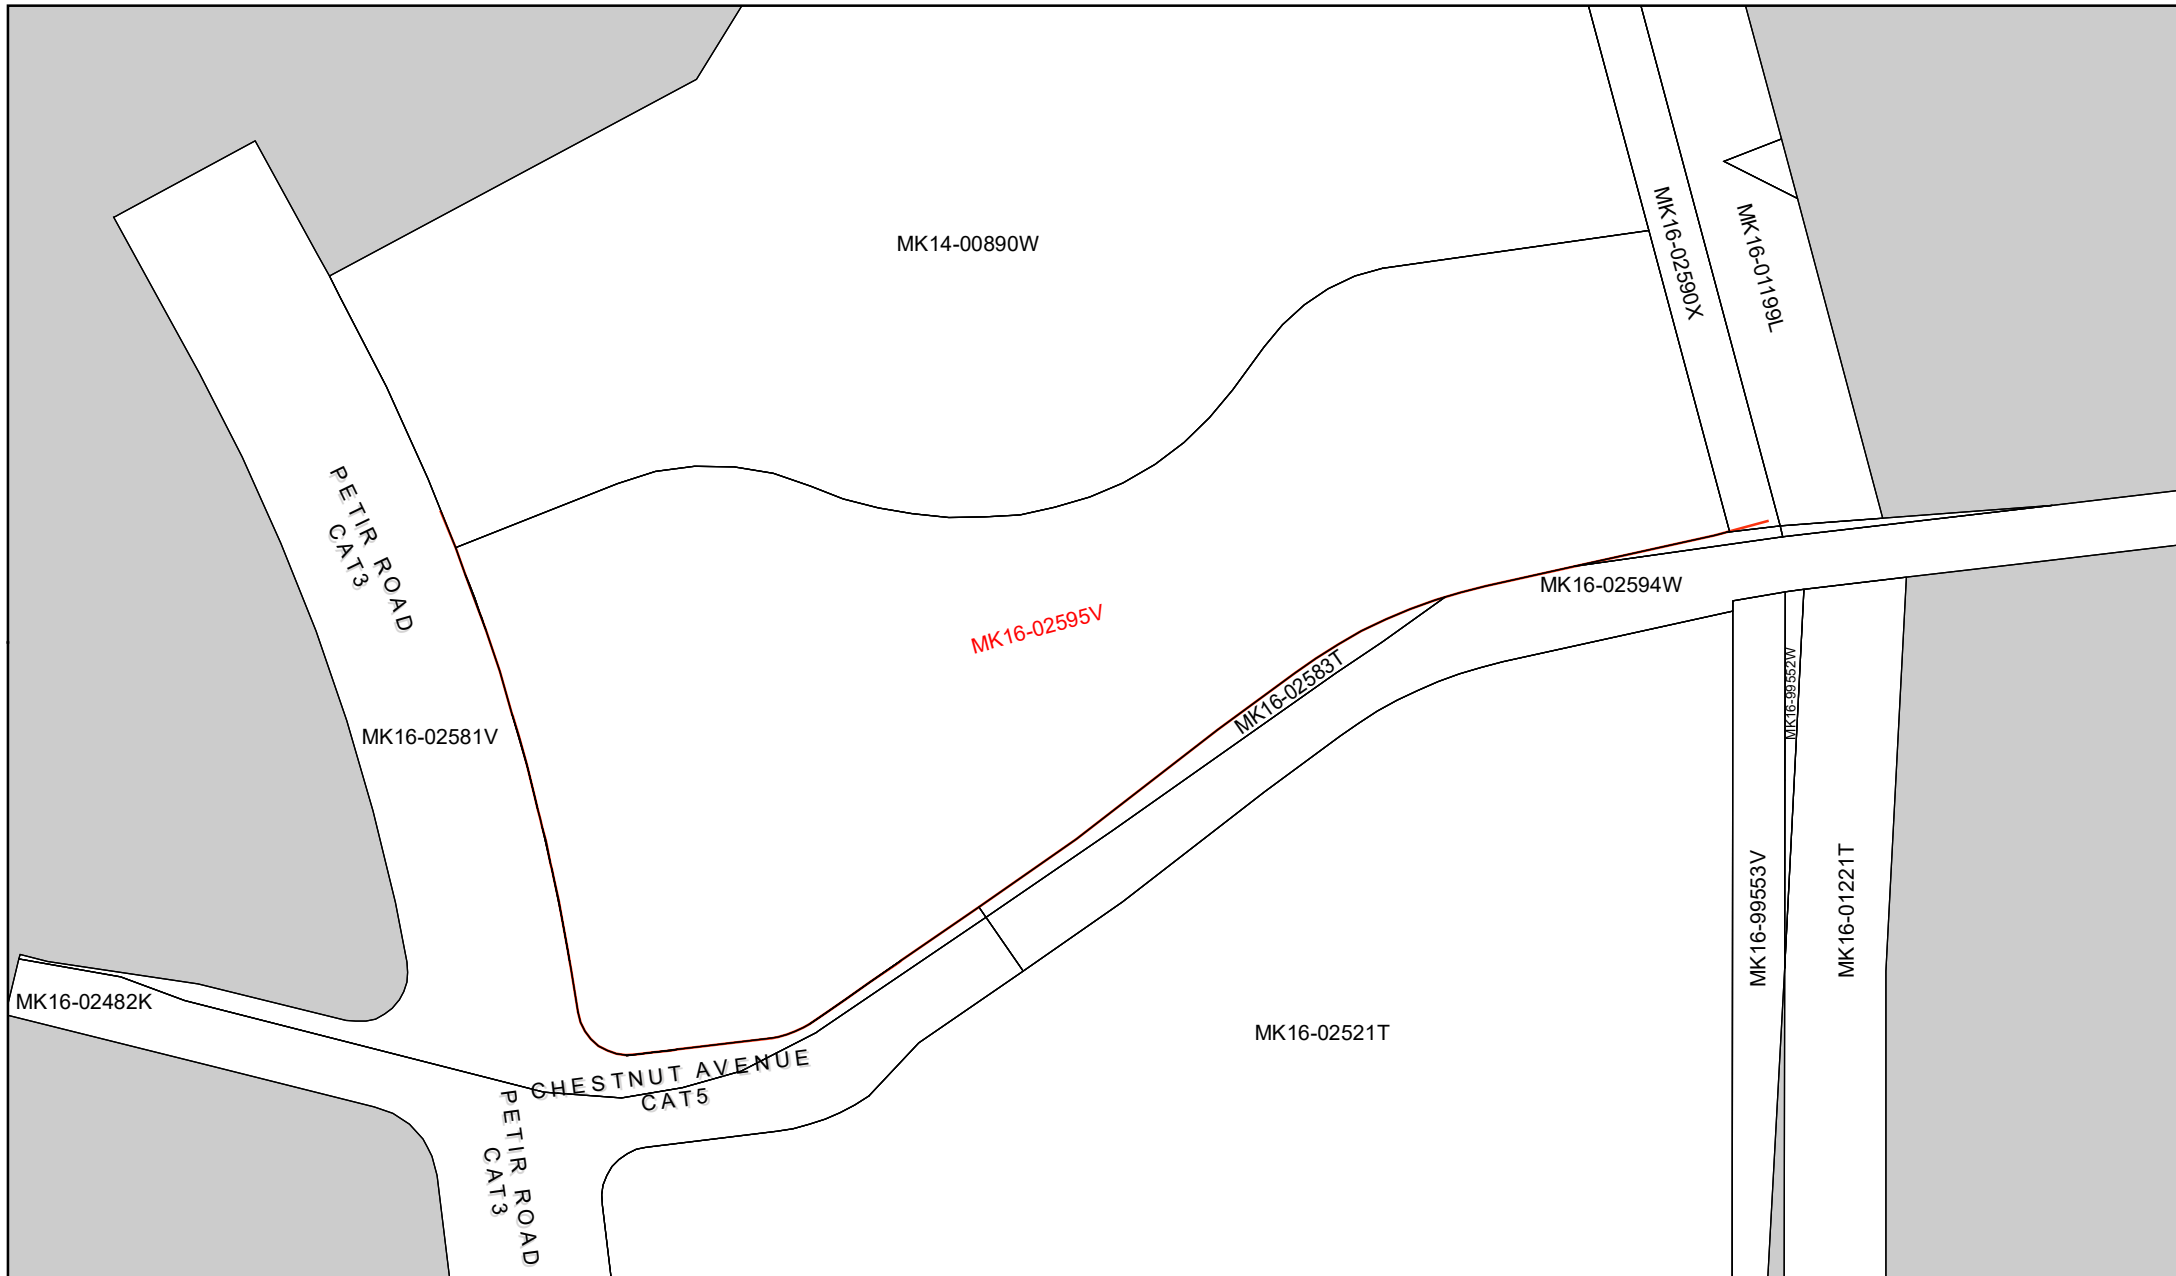 MK14-00890W
MK16-02590X
MK16-01199L
PETIR ROAD
CAT3
MK16-02595V
MK16-02594W
MK16-02583T
MK16-99552W
MK16-02581V
MK16-99553V
MK16-01221T
MK16-02482K
MK16-02521T
CHESTNUT AVENUE
CAT5
PETIR ROAD
CAT3